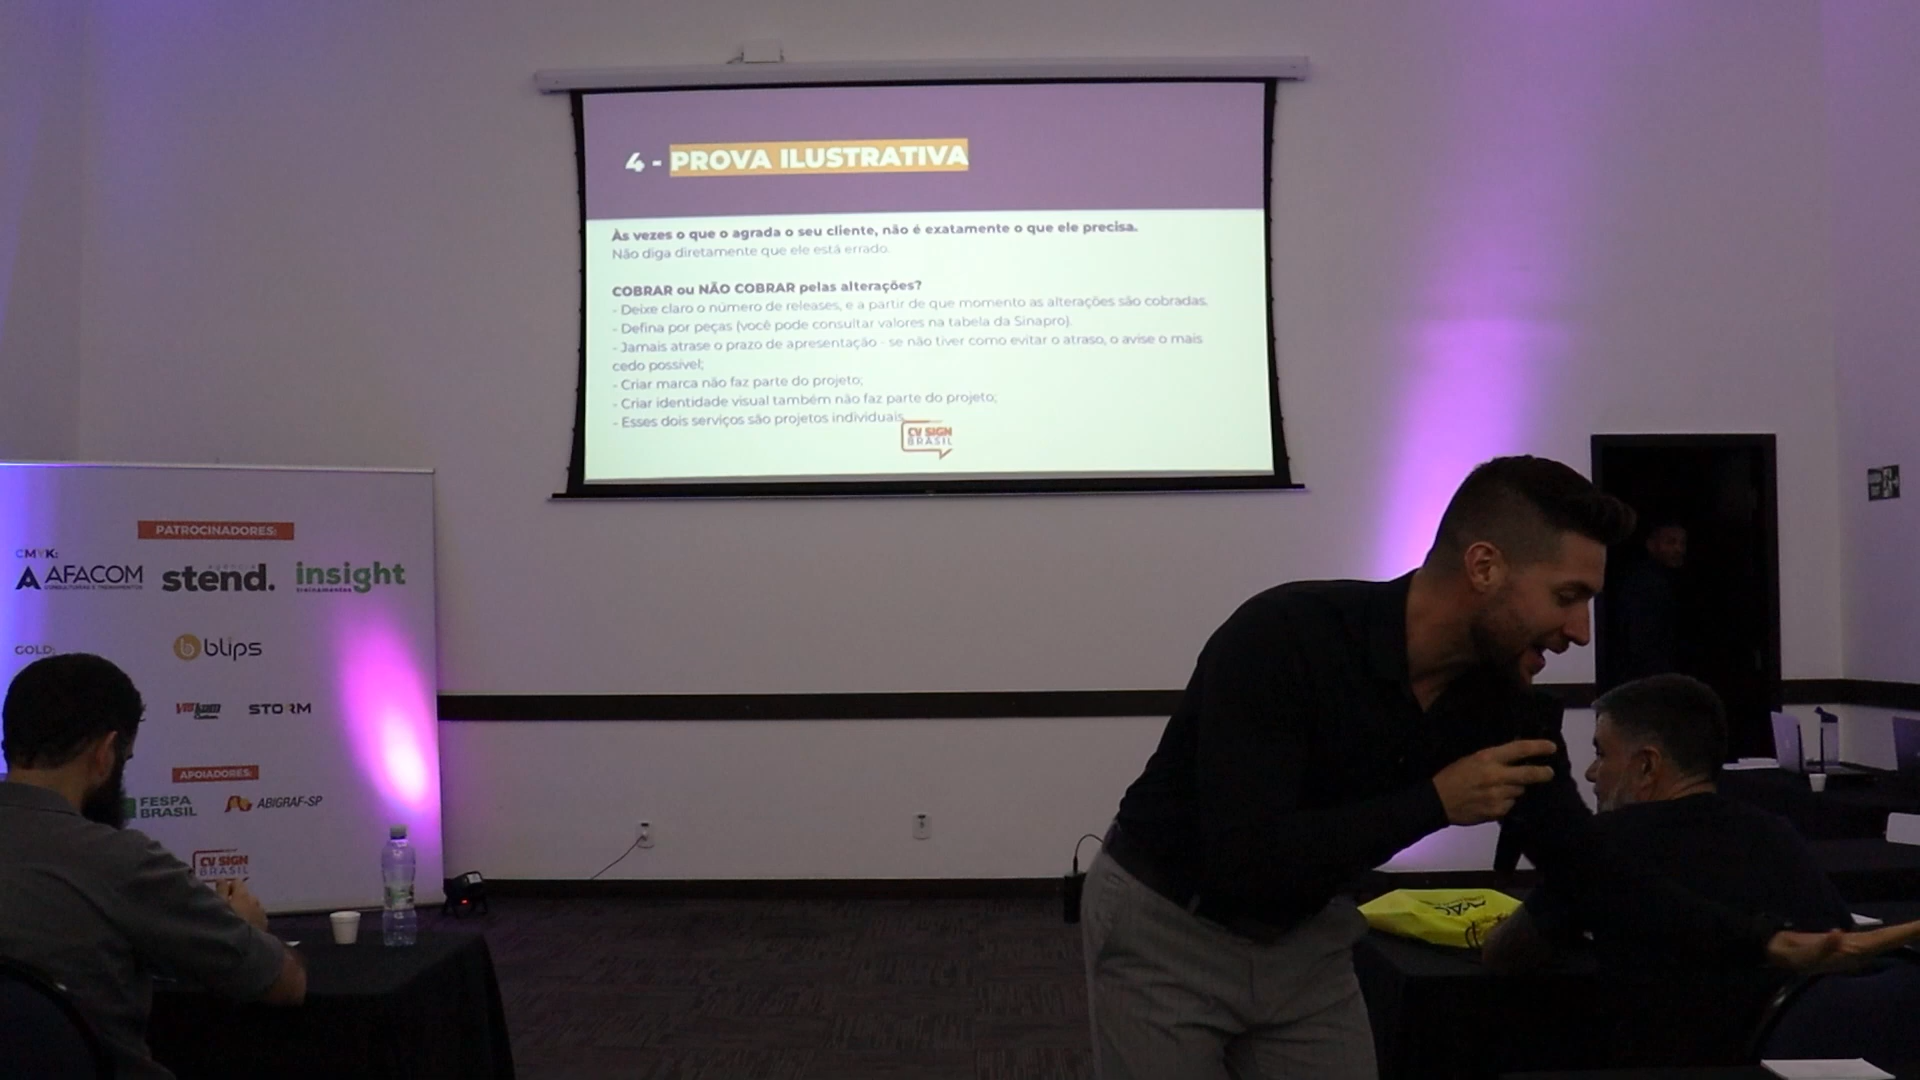 4 - PROVA ILUSTRATIVA
Às vezes o que o agrada o seu cliente, não é exatamente o que ele precisa.
Não diga diretamente que ele está errado.
COBRAR ou NÃO COBRAR pelas alterações?
- Deixe claro o número de releases, e a partir de que momento as alterações são cobradas.
- Defina por peças (você pode consultar valores na tabela da Sinapro).
- Jamais atrase o prazo de apresentação - se não tiver como evitar o atraso, o avise o mais
cedo possível;
- Criar marca não faz parte do projeto;
- Criar identidade visual também não faz parte do projeto;
- Esses dois serviços são projetos individuais
CV SIGN
BRASIL
PATROCINADORES:
CMYK:
AFACOM
CONSULTORIAS E TREINAMENTOS
AGÊNCIA
stend.
insight
treinamentos
GOLD:
b blips
STORM
APOIADORES:
FESPA
BRASIL
ABIGRAF-SP
CV SIGN
BRASIL